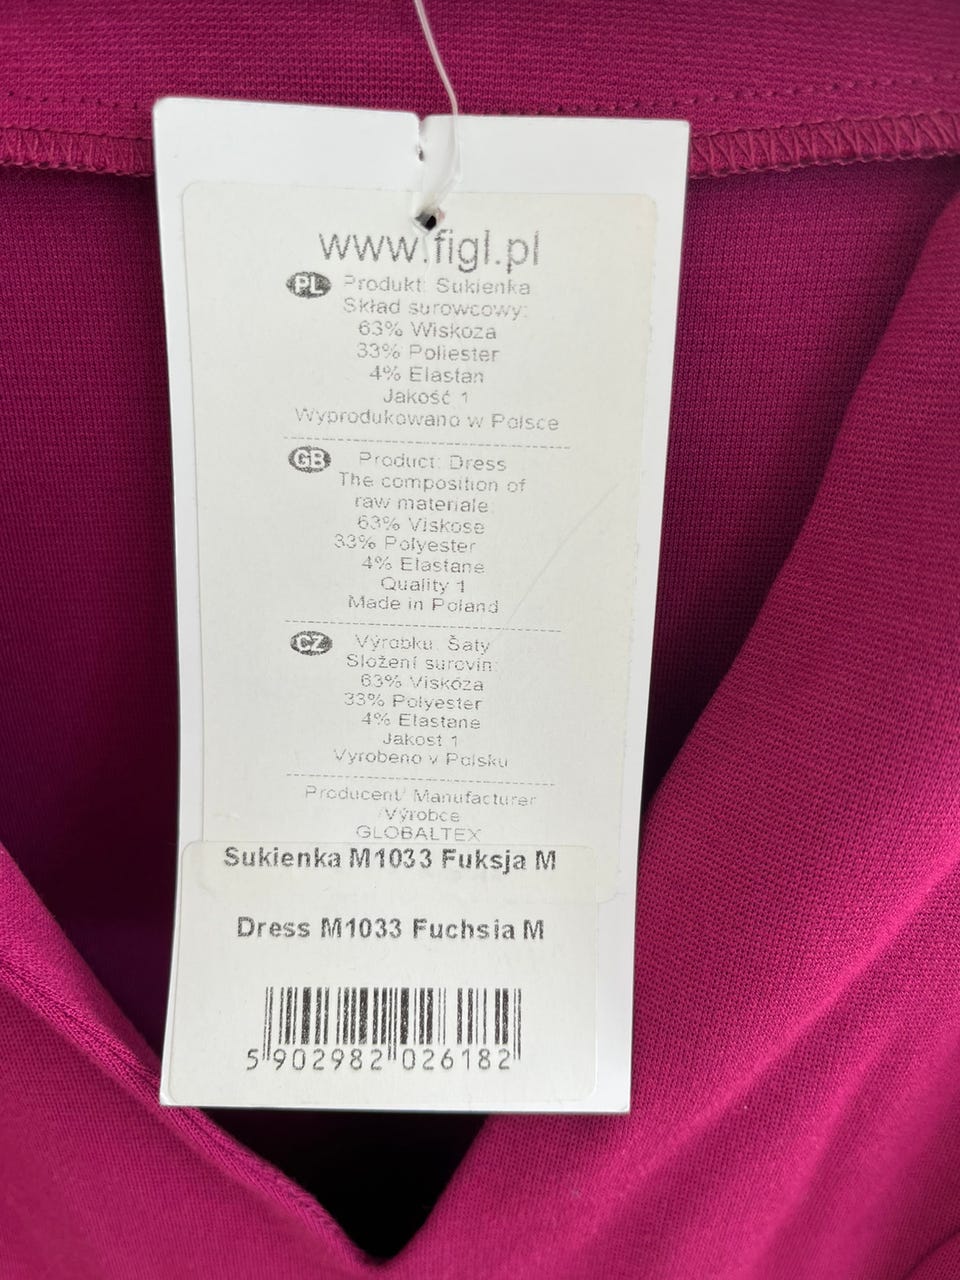 www.figl.pl
PL Produkt: Sukienka
Skład surowcowy:
63% Wiskoza
33% Poliester
4% Elastan
Jakość 1
Wyprodukowano w Polsce
GB Product: Dress
The composition of
raw materiale:
63% Viskose
33% Polyester
4% Elastane
Quality 1
Made in Poland
CZ Výrobku: Šaty
Složení surovin:
63% Viskóza
33% Polyester
4% Elastane
Jakost 1
Vyrobeno v Polsku
Producent/ Manufacturer
/Výrobce
GLOBALTEX
Sukienka M1033 Fuksja M
Dress M1033 Fuchsia M
5902982026182